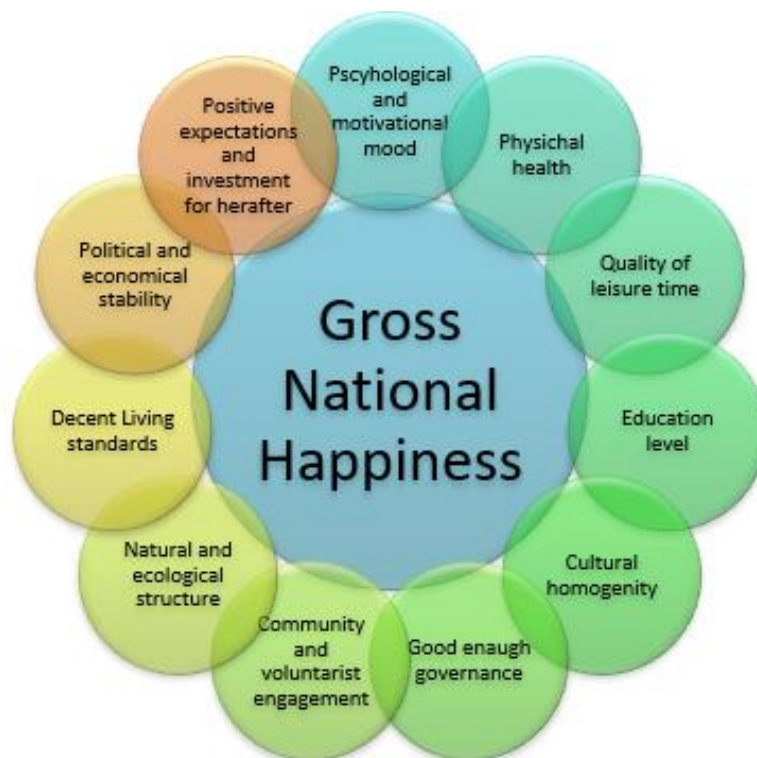 Pscyhological
and
motivational
mood
Physichal
health
Quality of
leisure time
Education
level
Cultural
homogenity
Good enaugh
governance
Community
and
voluntarist
engagement
Natural and
ecological
structure
Decent Living
standards
Political and
economical
stability
Positive
expectations
and
investment
for herafter
Gross
National
Happiness